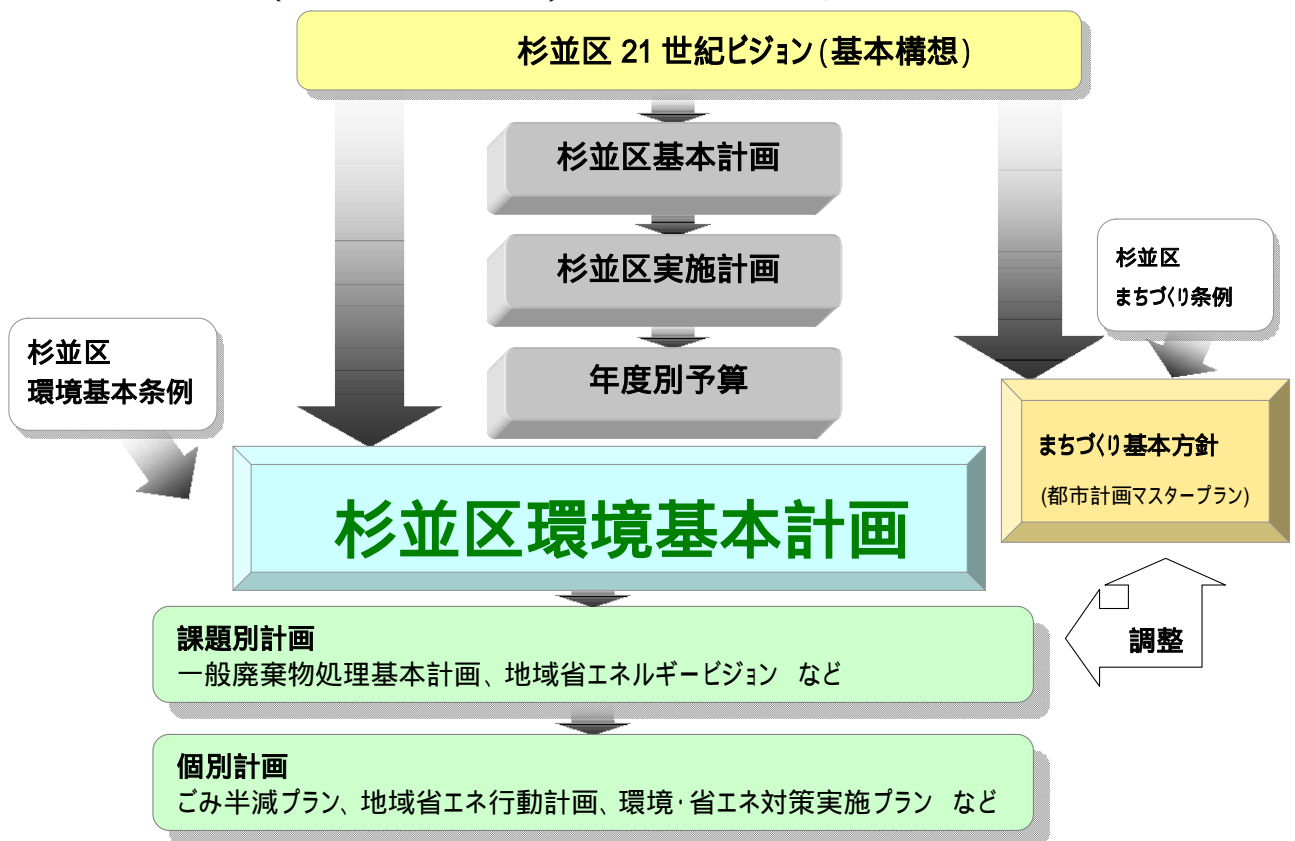 杉並区 21 世紀ビジョン(基本構想)
杉並区基本計画
杉並区実施計画
年度別予算
杉並区
まちづくり条例
杉並区
環境基本条例
まちづくり基本方針
(都市計画マスタープラン)
杉並区環境基本計画
調整
課題別計画
一般廃棄物処理基本計画、地域省エネルギービジョン など
個別計画
ごみ半減プラン、地域省エネ行動計画、環境・省エネ対策実施プラン など